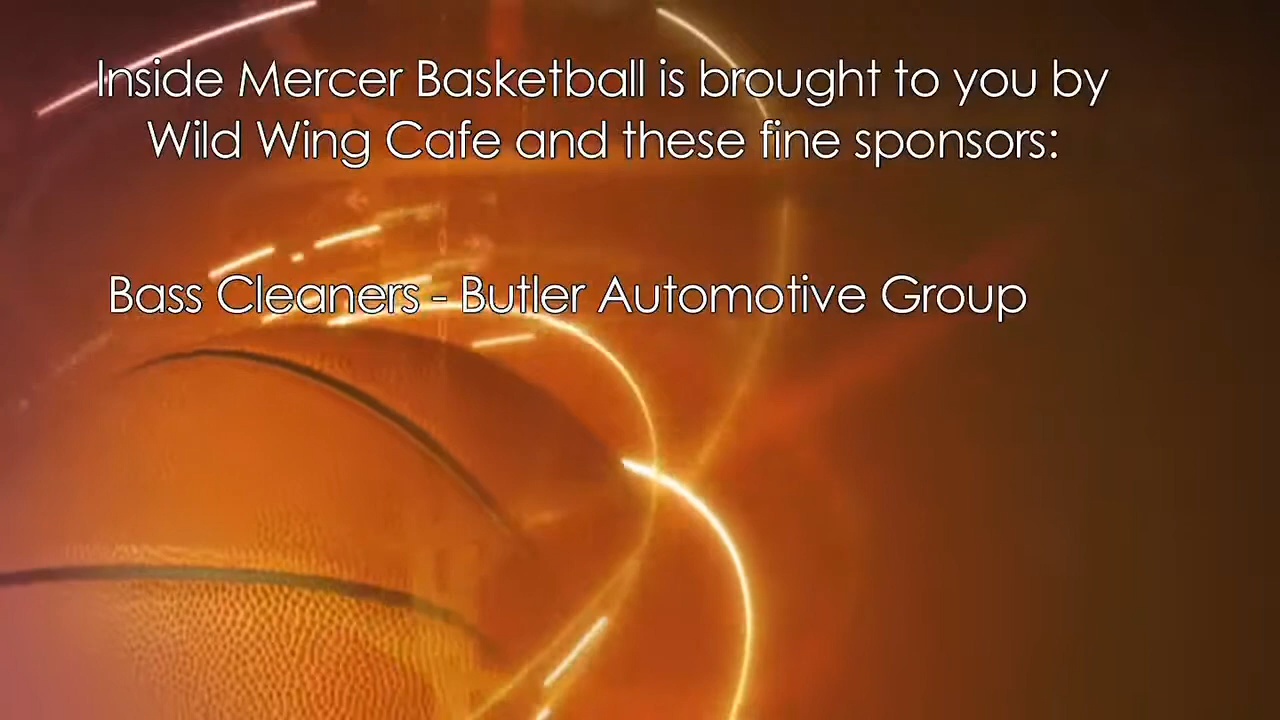 Inside Mercer Basketball is brought to you by
Wild Wing Cafe and these fine sponsors:
Bass Cleaners - Butler Automotive Group